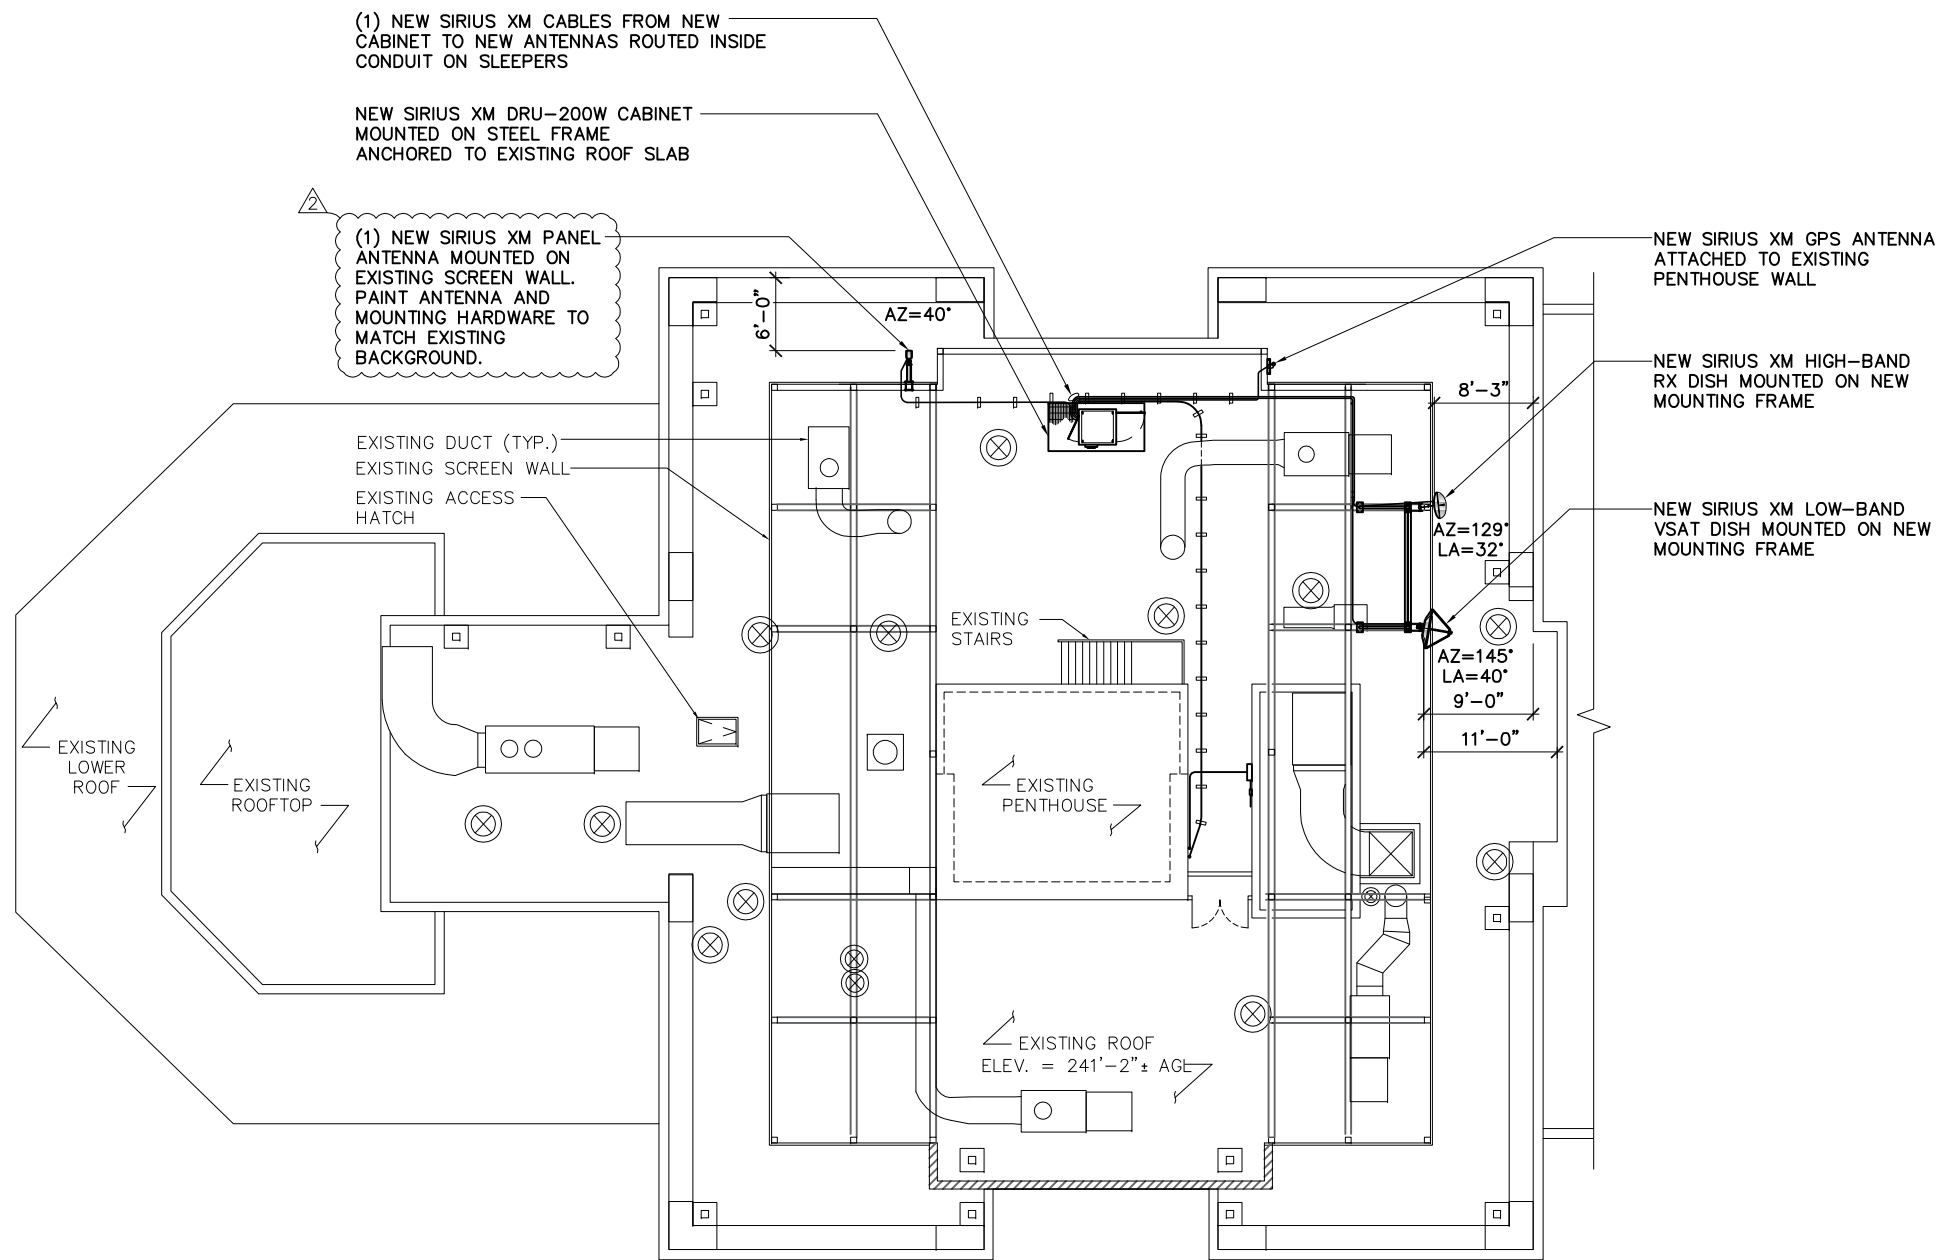 (1) NEW SIRIUS XM CABLES FROM NEW
CABINET TO NEW ANTENNAS ROUTED INSIDE
CONDUIT ON SLEEPERS
NEW SIRIUS XM DRU-200W CABINET
MOUNTED ON STEEL FRAME
ANCHORED TO EXISTING ROOF SLAB
2
(1) NEW SIRIUS XM PANEL
ANTENNA MOUNTED ON
EXISTING SCREEN WALL.
PAINT ANTENNA AND
MOUNTING HARDWARE TO
MATCH EXISTING
BACKGROUND.
6'-0"
AZ=40°
NEW SIRIUS XM GPS ANTENNA
ATTACHED TO EXISTING
PENTHOUSE WALL
NEW SIRIUS XM HIGH-BAND
RX DISH MOUNTED ON NEW
MOUNTING FRAME
8'-3"
EXISTING DUCT (TYP.)
EXISTING SCREEN WALL
EXISTING ACCESS
HATCH
NEW SIRIUS XM LOW-BAND
VSAT DISH MOUNTED ON NEW
MOUNTING FRAME
AZ=129°
LA=32°
EXISTING
STAIRS
AZ=145°
LA=40°
9'-0"
11'-0"
EXISTING
LOWER
ROOF
EXISTING
ROOFTOP
EXISTING
PENTHOUSE
EXISTING ROOF
ELEV. = 241'-2"± AGL